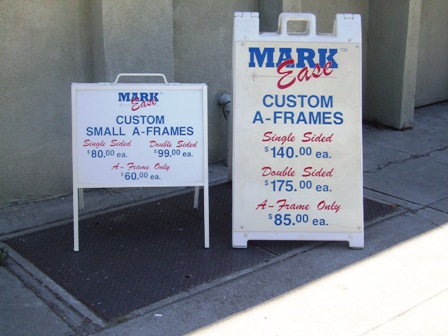 MARK
Ease
CUSTOM
SMALL A-FRAMES
Single Sided Double Sided
$80.00 ea. $99.00 ea.
A-Frame Only
$60.00 ea.
MARK TM
Ease
CUSTOM
A-FRAMES
Single Sided
$140.00 ea.
Double Sided
$175.00 ea.
A-Frame Only
$85.00 ea.